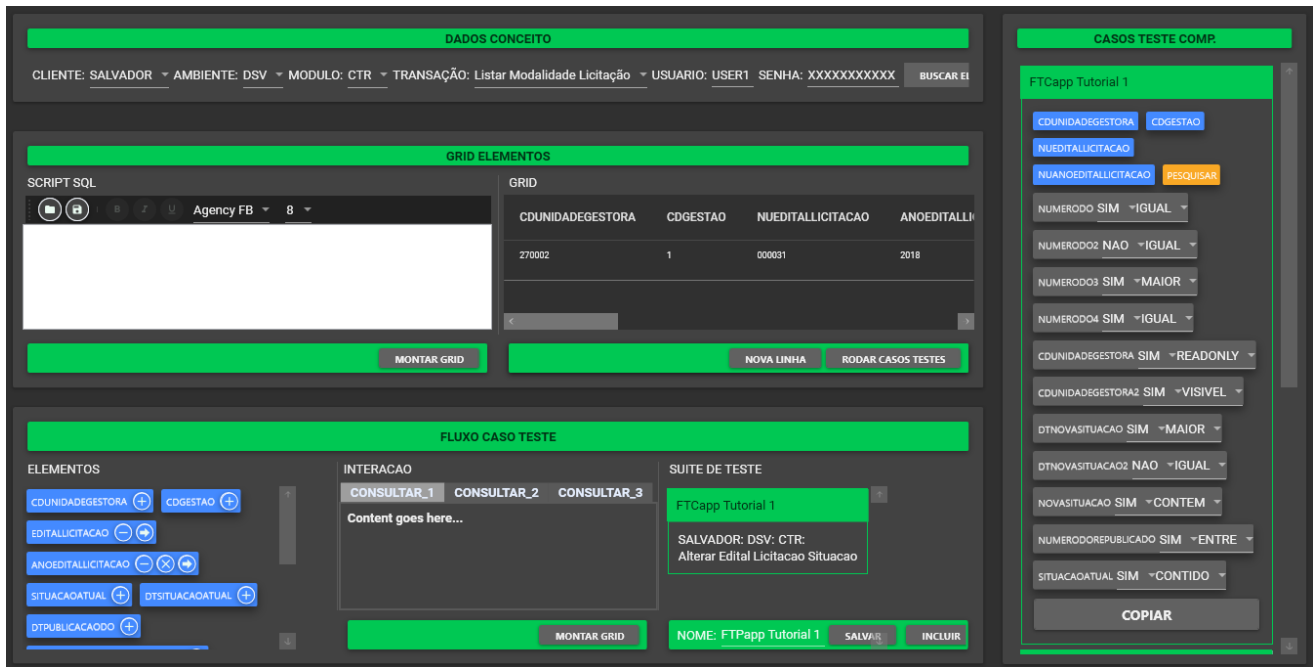 DADOS CONCEITO
CLIENTE: SALVADOR AMBIENTE: DSV MODULO: CTR TRANSAÇÃO: Listar Modalidade Licitação USUARIO: USER1 SENHA: XXXXXXXXXXX BUSCAR EL
GRID ELEMENTOS
SCRIPT SQL
B I U Agency FB 8
MONTAR GRID
GRID
CDUNIDADEGESTORA CDGESTAO NUEDITALLICITACAO ANOEDITALLI
270002 1 000031 2018
NOVA LINHA RODAR CASOS TESTES
FLUXO CASO TESTE
ELEMENTOS
CDUNIDADEGESTORA CDGESTAO
EDITALLICITACAO
ANOEDITALLICITACAO
SITUACAOATUAL DTSITUACAOATUAL
DTPUBLICACAODO
INTERACAO
CONSULTAR_1 CONSULTAR_2 CONSULTAR_3
Content goes here...
MONTAR GRID
SUITE DE TESTE
FTCapp Tutorial 1
SALVADOR: DSV: CTR:
Alterar Edital Licitacao Situacao
NOME: FTPapp Tutorial 1 SALVAR INCLUIR
CASOS TESTE COMP.
FTCapp Tutorial 1
CDUNIDADEGESTORA CDGESTAO
NUEDITALLICITACAO
NUANOEDITALLICITACAO PESQUISAR
NUMERODO SIM IGUAL
NUMERODO2 NAO IGUAL
NUMERODO3 SIM MAIOR
NUMERODO4 SIM IGUAL
CDUNIDADEGESTORA SIM READONLY
CDUNIDADEGESTORA2 SIM VISIVEL
DTNOVASITUACAO SIM MAIOR
DTNOVASITUACAO2 NAO IGUAL
NOVASITUACAO SIM CONTEM
NUMERODOREPUBLICADO SIM ENTRE
SITUACAOATUAL SIM CONTIDO
COPIAR